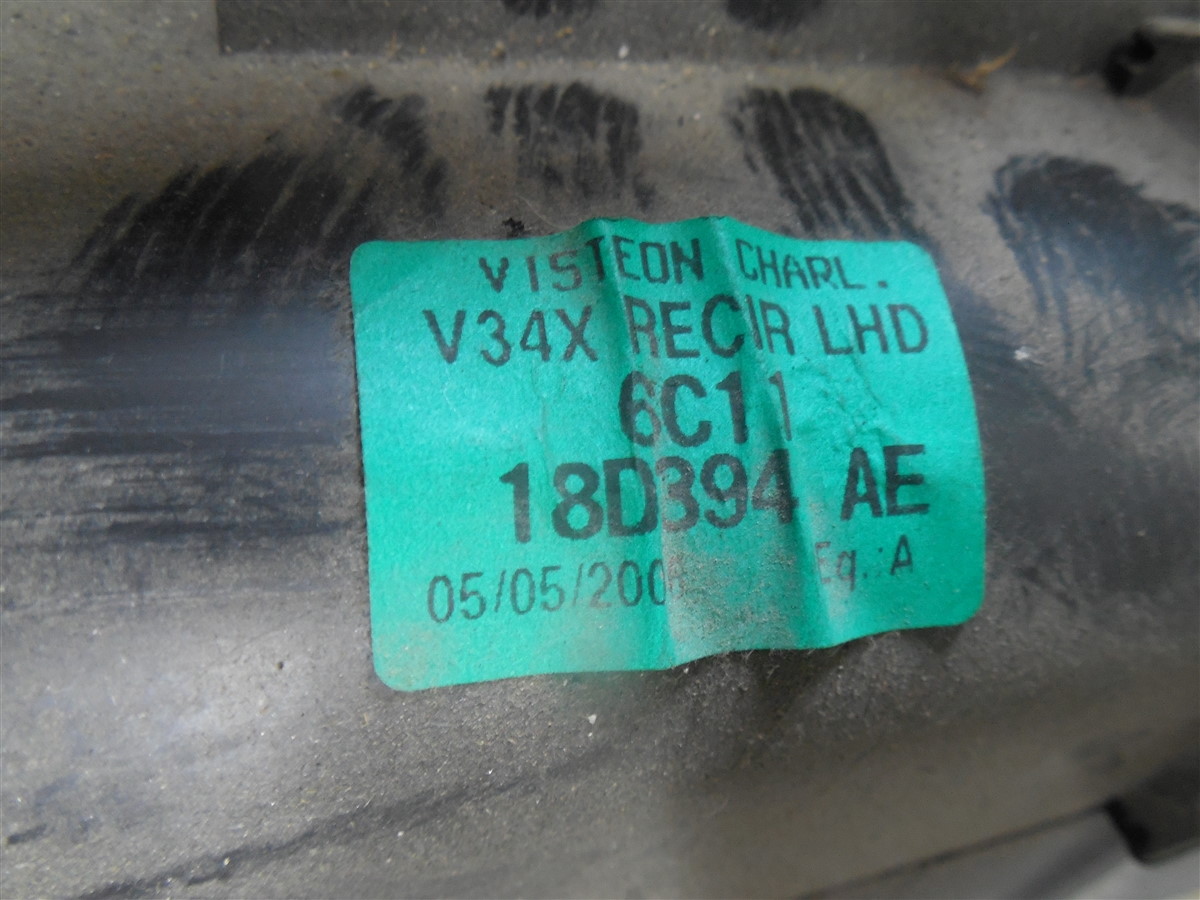 VISTEON CHARL.
V34X RECIR LHD
6C11
18D394 AE
Eq.:A